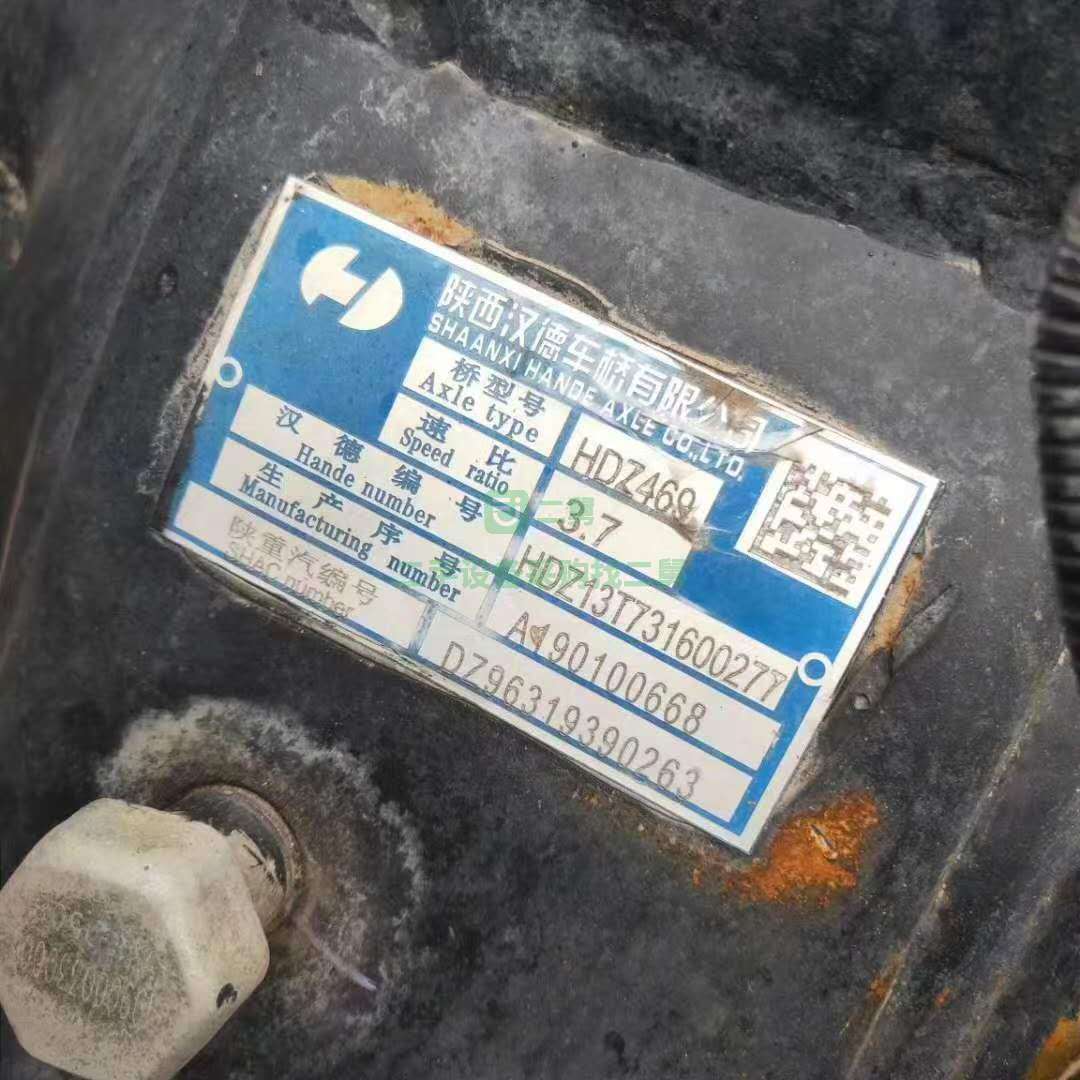 陕西汉德车桥有限公司
SHAANXI HANDE AXLE CO.,LTD.
桥型号 HDZ469
Axle type
速比 3.7
Speed ratio
汉德编号 HDZ13T731600277
Hande number
生产序号 A190100668
Manufacturing number
陕重汽编号 DZ96319390263
SHAC number